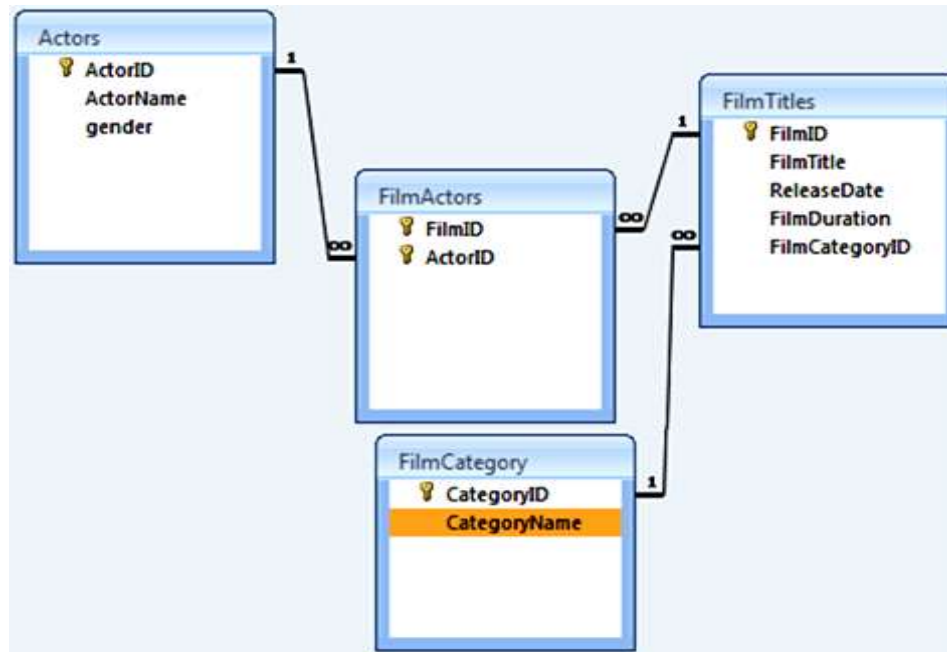 Actors
ActorID
ActorName
gender
1
∞
FilmActors
FilmID
ActorID
∞
1
∞
FilmTitles
FilmID
FilmTitle
ReleaseDate
FilmDuration
FilmCategoryID
FilmCategory
CategoryID
CategoryName
1